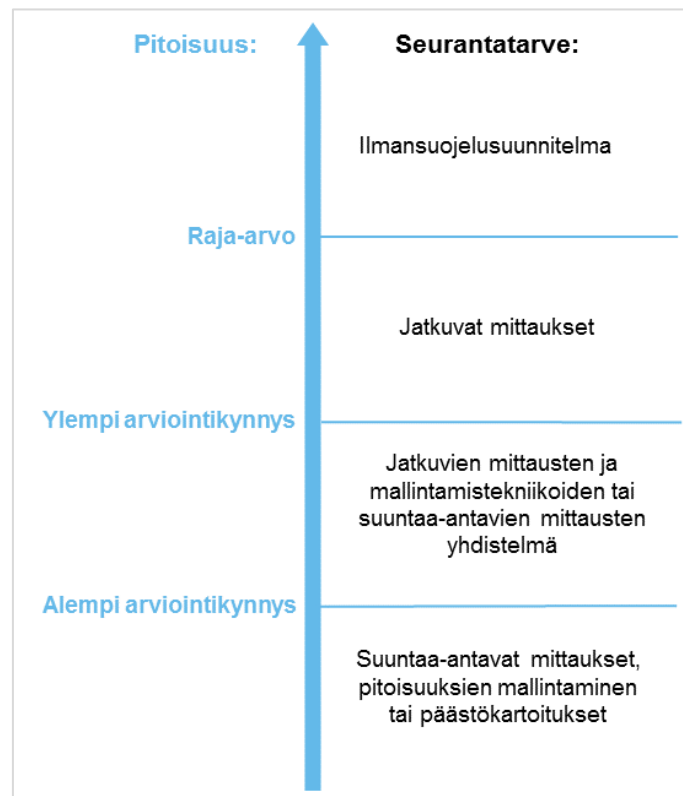 Pitoisuus:
Seurantatarve:
Ilmansuojelusuunnitelma
Raja-arvo
Jatkuvat mittaukset
Ylempi arviointikynnys
Jatkuvien mittausten ja
mallintamistekniikoiden tai
suuntaa-antavien mittausten
yhdistelmä
Alempi arviointikynnys
Suuntaa-antavat mittaukset,
pitoisuuksien mallintaminen
tai päästökartoitukset